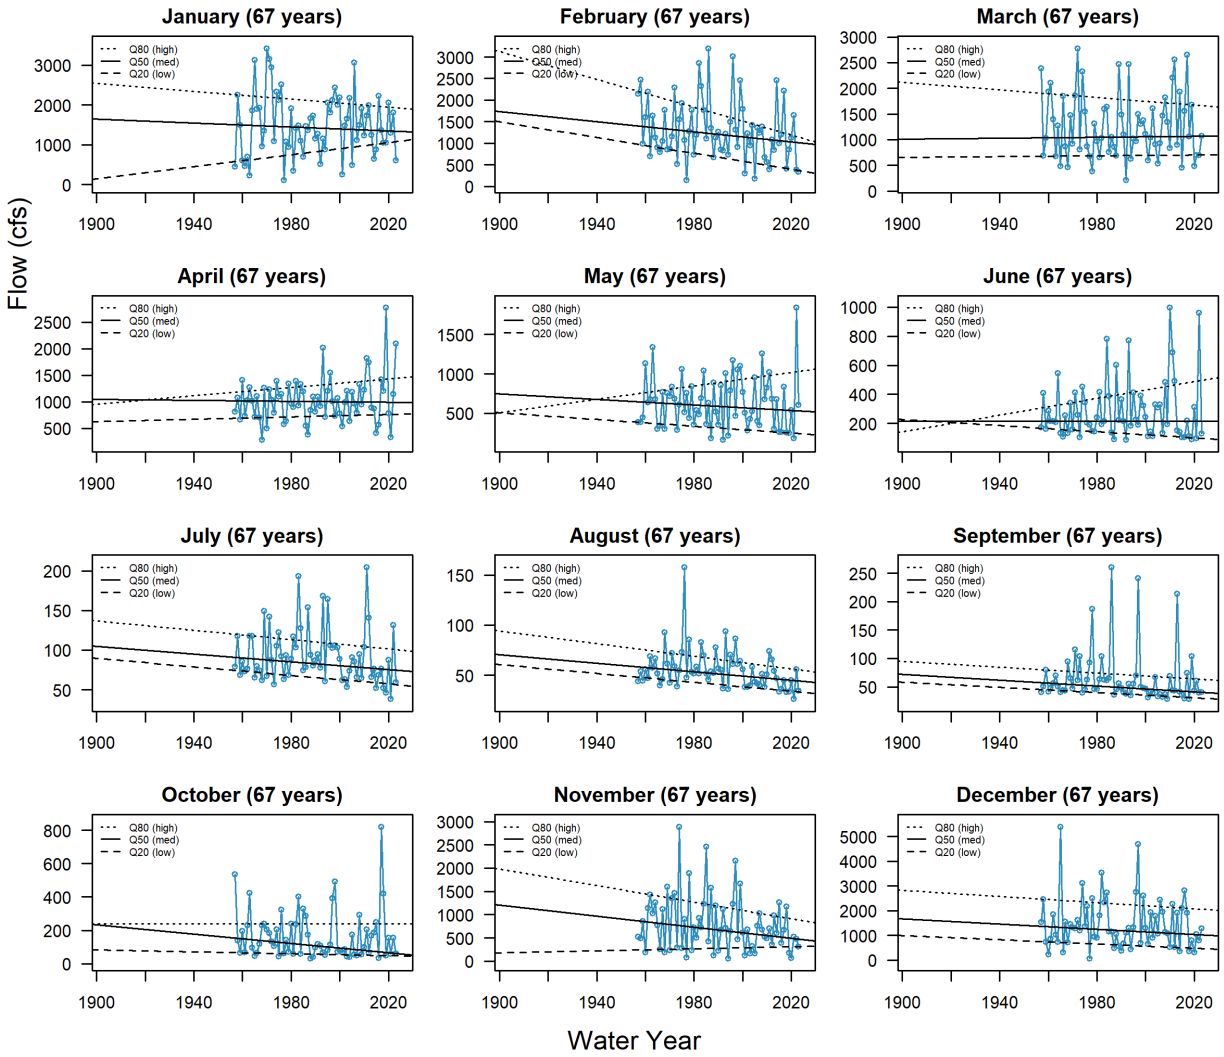 January (67 years)
Q80 (high)
Q50 (med)
Q20 (low)
3000
2000
1000
0
1900 1940 1980 2020
February (67 years)
Q80 (high)
Q50 (med)
Q20 (low)
3000
2500
2000
1500
1000
500
0
1900 1940 1980 2020
March (67 years)
Q80 (high)
Q50 (med)
Q20 (low)
3000
2500
2000
1500
1000
500
0
1900 1940 1980 2020
Flow (cfs)
April (67 years)
Q80 (high)
Q50 (med)
Q20 (low)
2500
2000
1500
1000
500
1900 1940 1980 2020
May (67 years)
Q80 (high)
Q50 (med)
Q20 (low)
1500
1000
500
1900 1940 1980 2020
June (67 years)
Q80 (high)
Q50 (med)
Q20 (low)
1000
800
600
400
200
1900 1940 1980 2020
July (67 years)
Q80 (high)
Q50 (med)
Q20 (low)
200
150
100
50
1900 1940 1980 2020
August (67 years)
Q80 (high)
Q50 (med)
Q20 (low)
150
100
50
1900 1940 1980 2020
September (67 years)
Q80 (high)
Q50 (med)
Q20 (low)
250
200
150
100
50
1900 1940 1980 2020
October (67 years)
Q80 (high)
Q50 (med)
Q20 (low)
800
600
400
200
0
1900 1940 1980 2020
November (67 years)
Q80 (high)
Q50 (med)
Q20 (low)
3000
2500
2000
1500
1000
500
0
1900 1940 1980 2020
December (67 years)
Q80 (high)
Q50 (med)
Q20 (low)
5000
4000
3000
2000
1000
0
1900 1940 1980 2020
Water Year